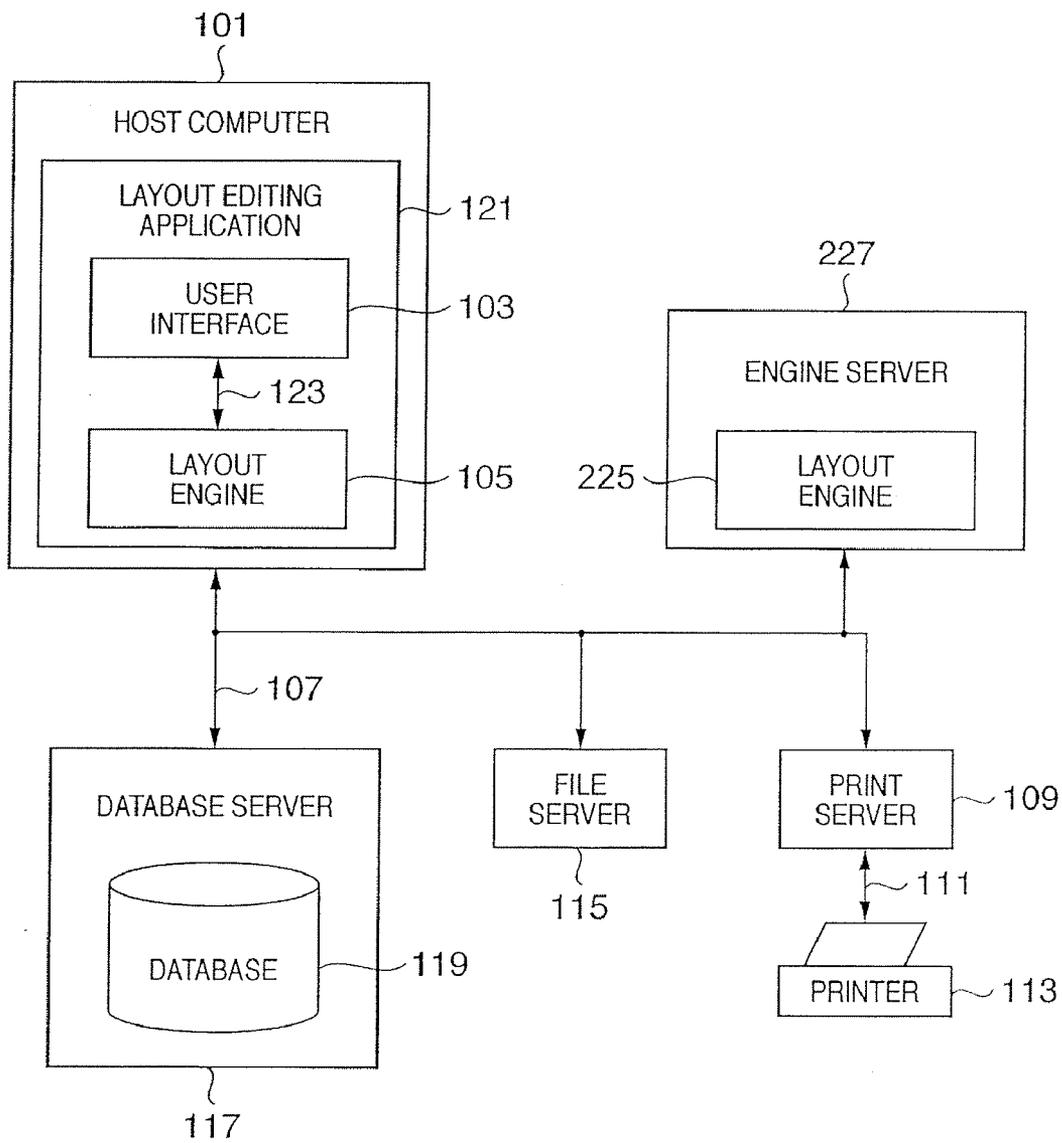 101
HOST COMPUTER
LAYOUT EDITING
APPLICATION
121
USER
INTERFACE
103
123
LAYOUT
ENGINE
105
227
ENGINE SERVER
225
LAYOUT
ENGINE
107
DATABASE SERVER
DATABASE
119
117
FILE
SERVER
115
PRINT
SERVER
109
111
PRINTER
113